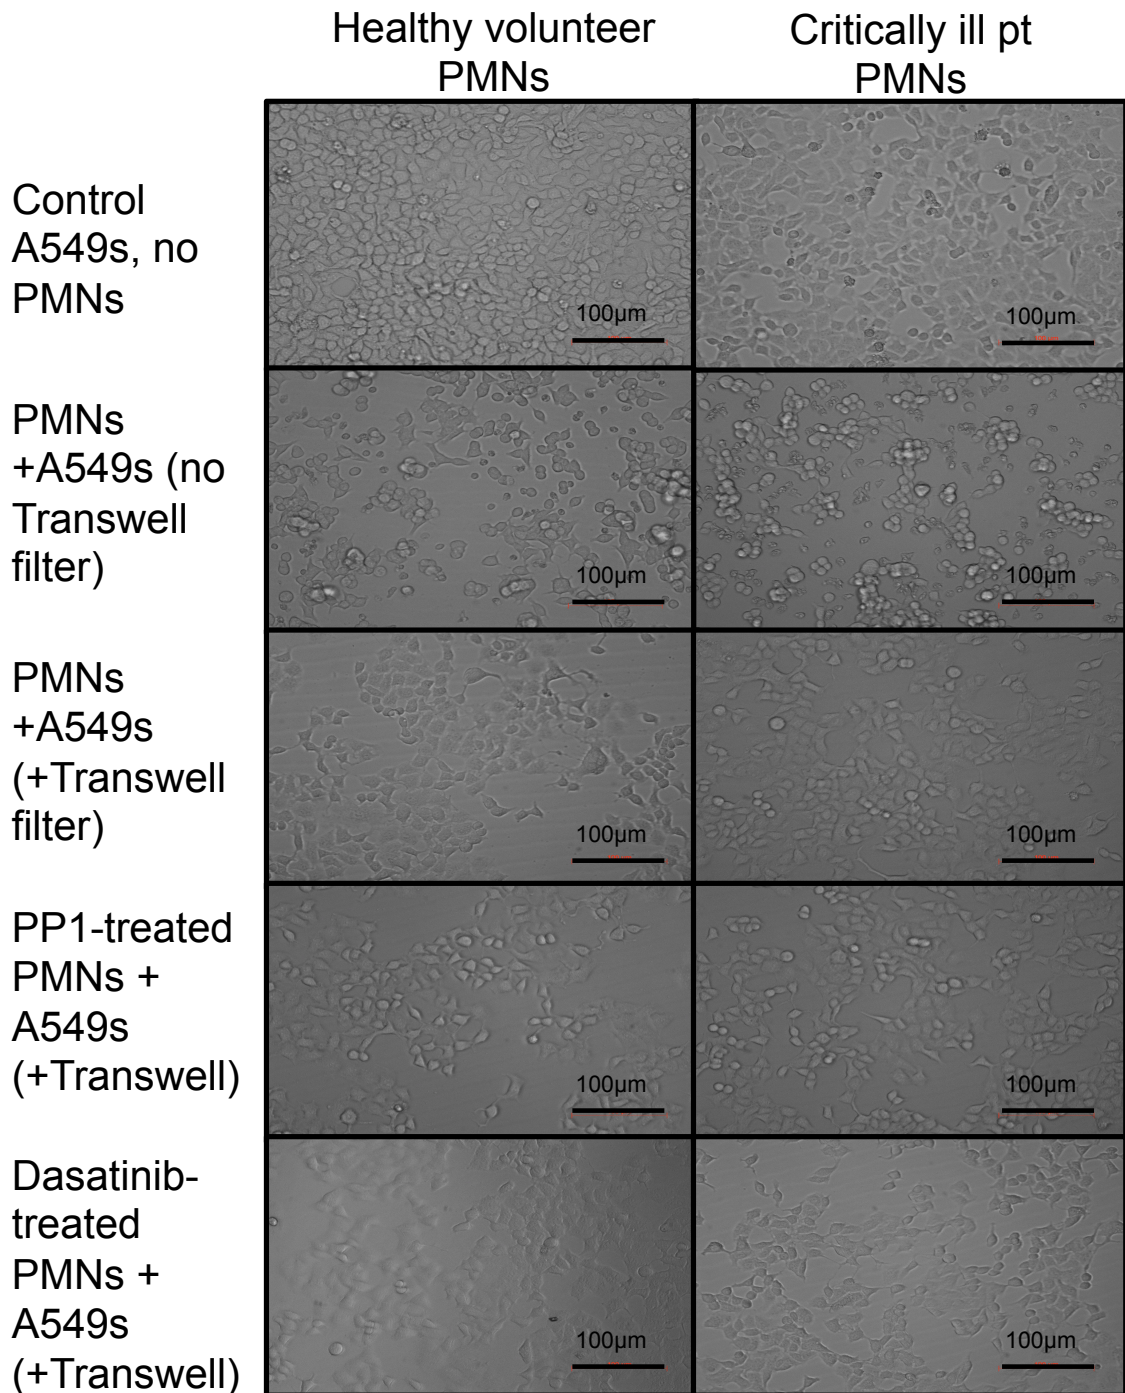 Healthy volunteer
PMNs
Critically ill pt
PMNs
Control
A549s, no
PMNs
100µm
100µm
PMNs
+A549s (no
Transwell
filter)
100µm
100µm
PMNs
+A549s
(+Transwell
filter)
100µm
100µm
PP1-treated
PMNs +
A549s
(+Transwell)
100µm
100µm
Dasatinib-
treated
PMNs +
A549s
(+Transwell)
100µm
100µm